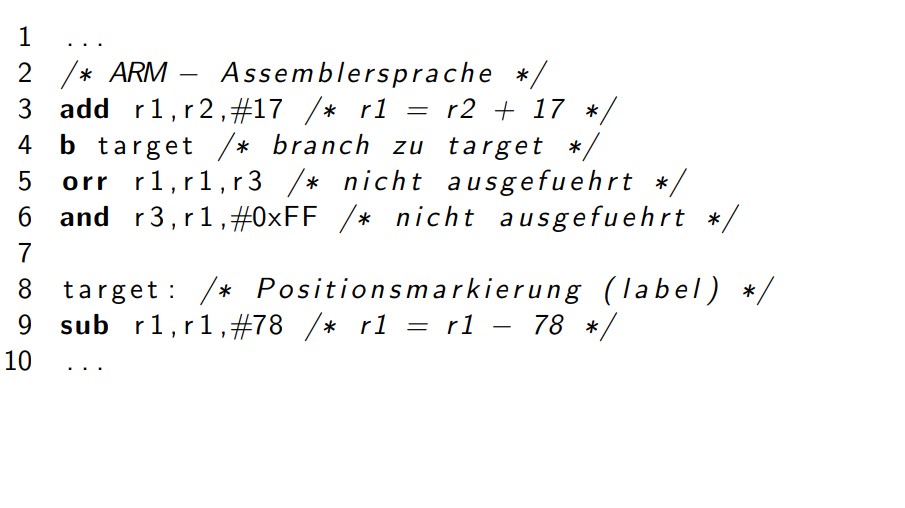 1 ...
2 /* ARM – Assemblersprache */
3 add r1,r2,#17 /* r1 = r2 + 17 */
4 b target /* branch zu target */
5 orr r1,r1,r3 /* nicht ausgefuehrt */
6 and r3,r1,#0xFF /* nicht ausgefuehrt */
7
8 target: /* Positionsmarkierung (label) */
9 sub r1,r1,#78 /* r1 = r1 – 78 */
10 ...